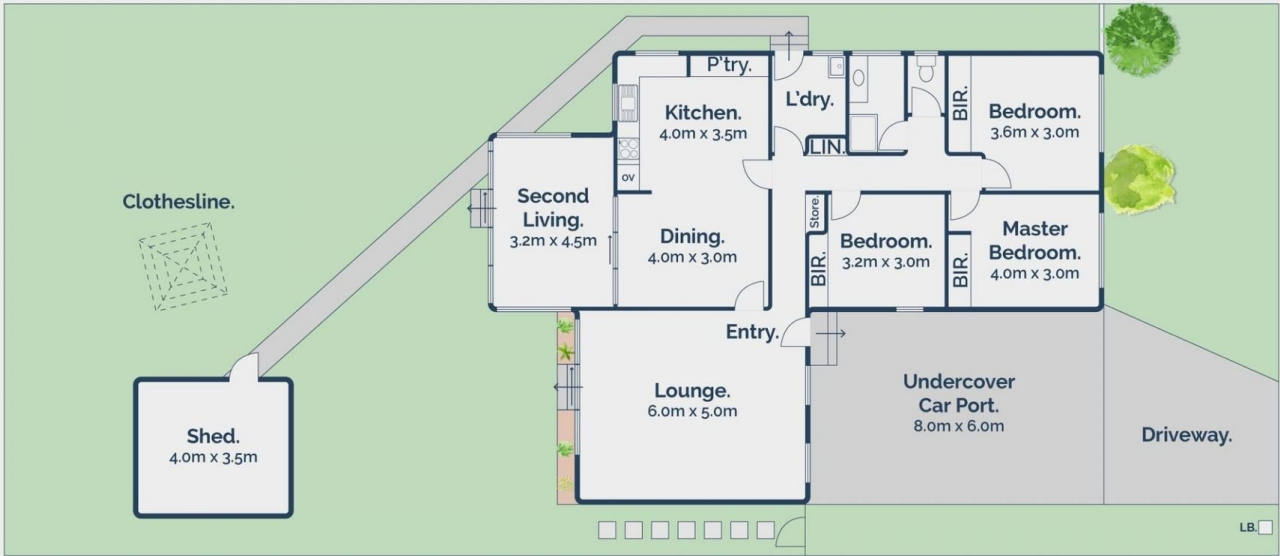 P'try.
Kitchen.
4.0m x 3.5m
L'dry.
LIN.
BIR.
Bedroom.
3.6m x 3.0m
ov
Clothesline.
Second
Living.
3.2m x 4.5m
Dining.
4.0m x 3.0m
Store.
BIR.
Bedroom.
3.2m x 3.0m
BIR.
Master
Bedroom.
4.0m x 3.0m
Entry.
Lounge.
6.0m x 5.0m
Undercover
Car Port.
8.0m x 6.0m
Driveway.
Shed.
4.0m x 3.5m
LB.